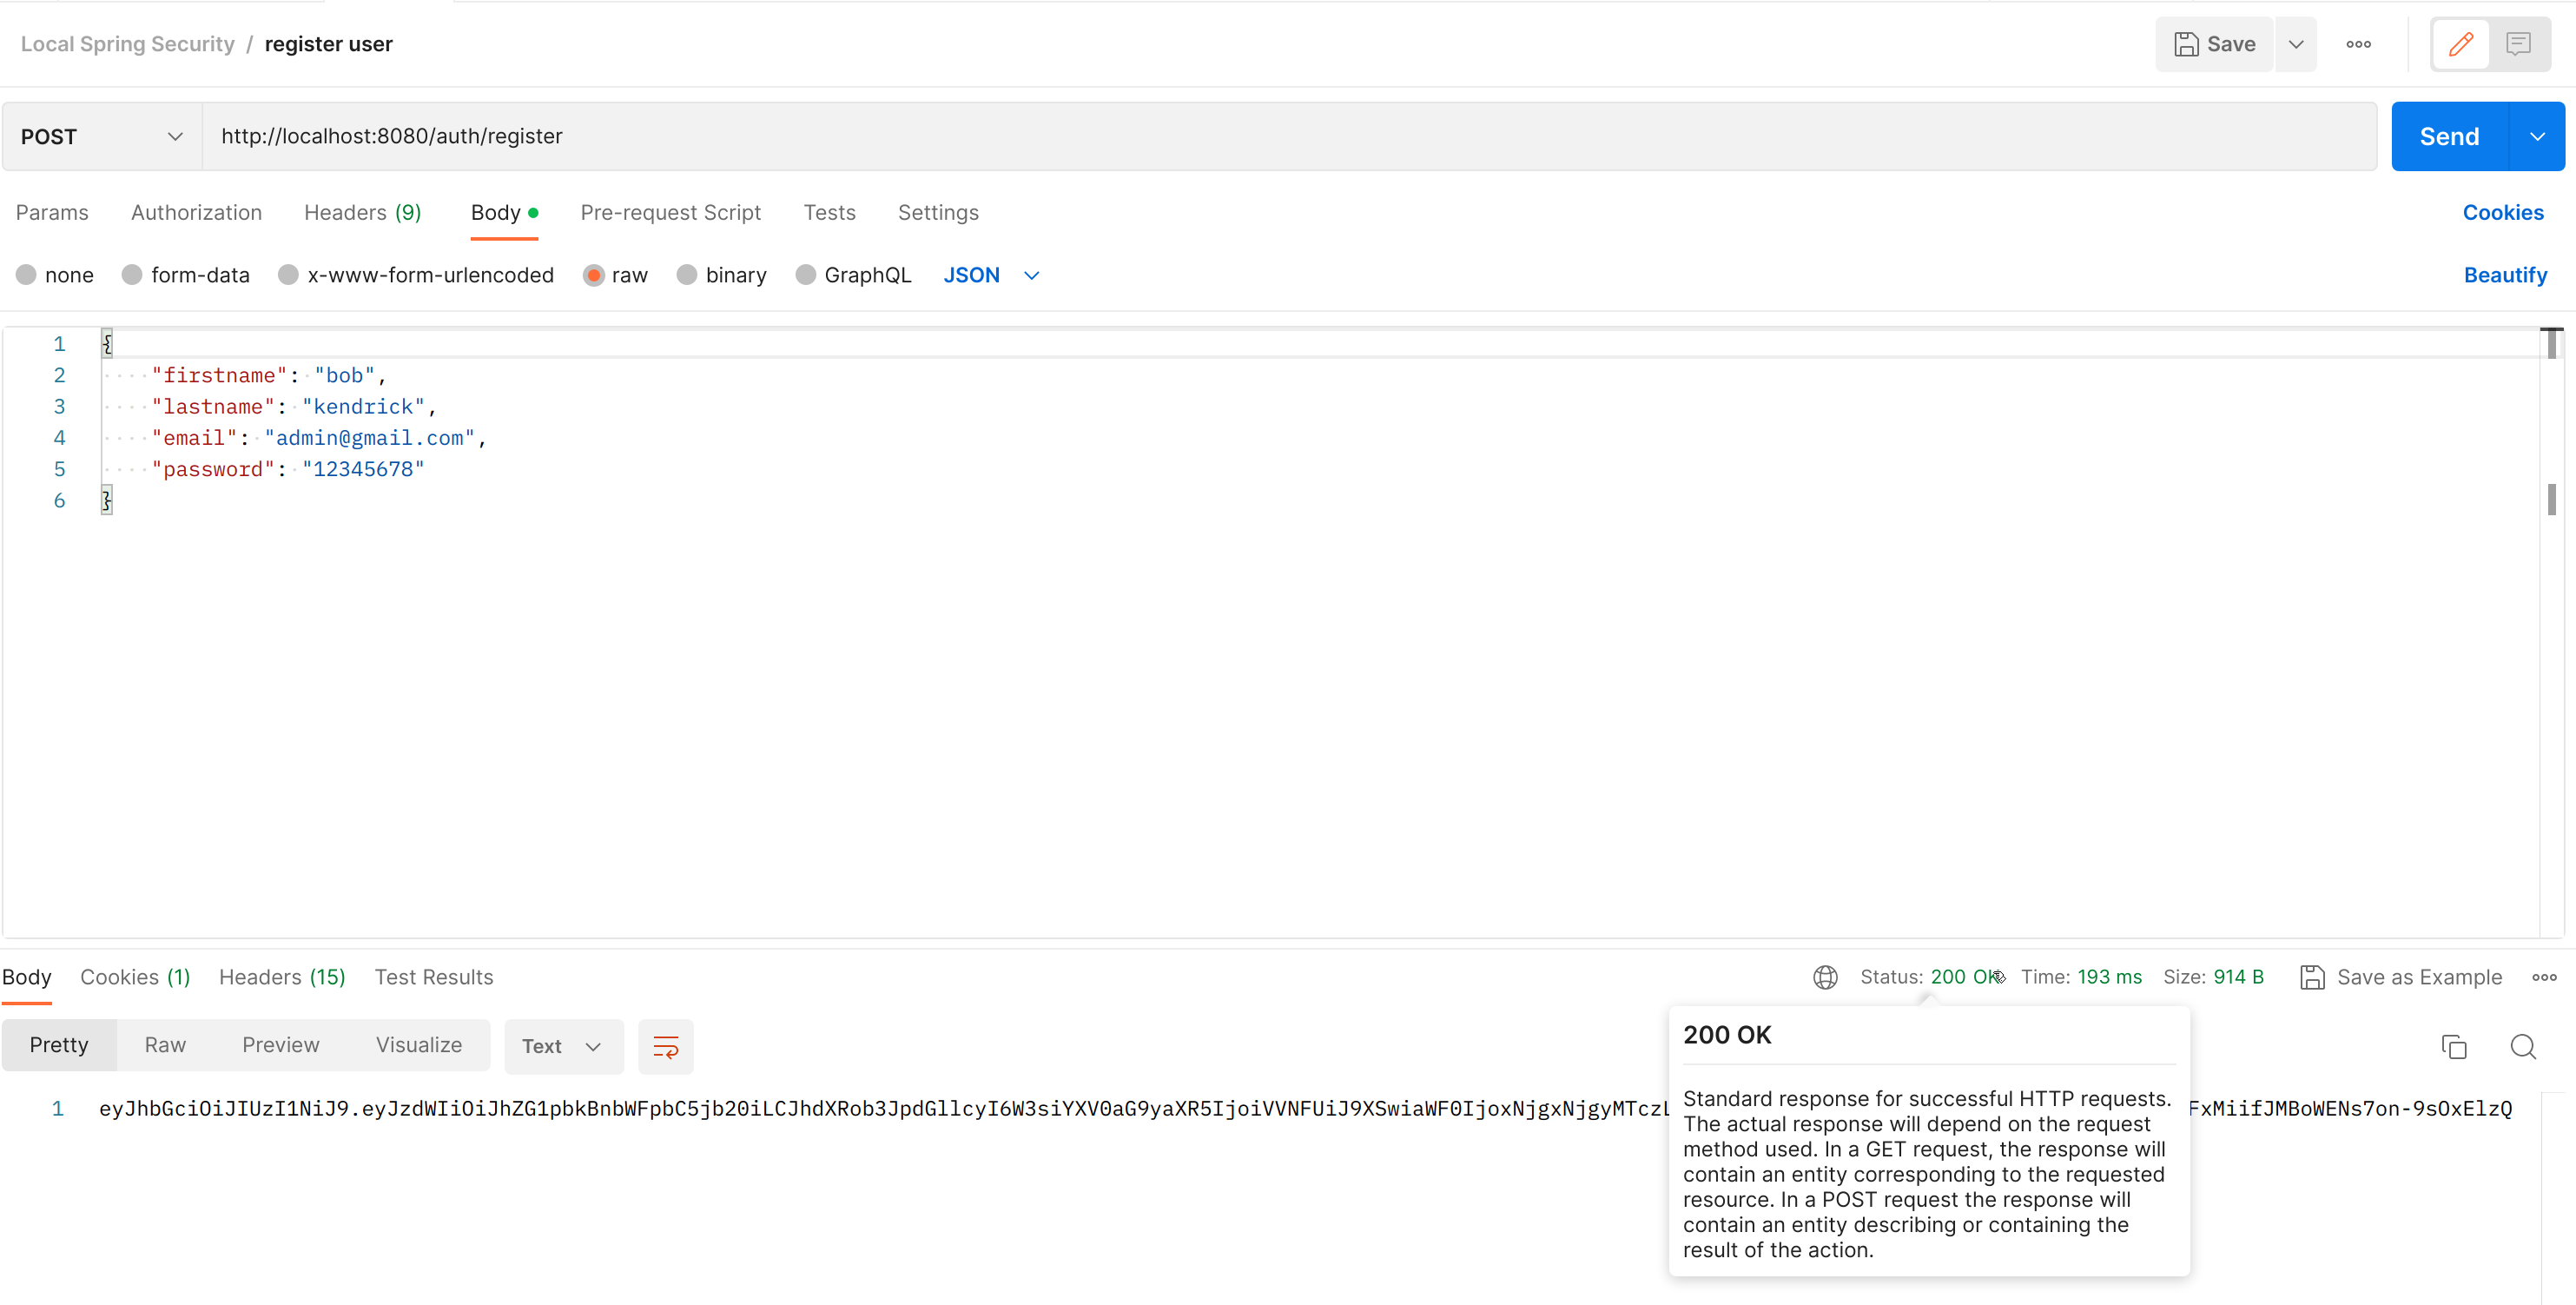 Local Spring Security / register user
Save
POST
http://localhost:8080/auth/register
Send
Params Authorization Headers (9) Body Pre-request Script Tests Settings Cookies
none form-data x-www-form-urlencoded raw binary GraphQL JSON Beautify
1 {
2 "firstname": "bob",
3 "lastname": "kendrick",
4 "email": "admin@gmail.com",
5 "password": "12345678"
6 }
Body Cookies (1) Headers (15) Test Results Status: 200 OK Time: 193 ms Size: 914 B Save as Example
Pretty Raw Preview Visualize Text
1 eyJhbGciOiJIUzI1NiJ9.eyJzdWIiOiJhZG1pbkBnbWFpbC5jb20iLCJhdXRob3JpdGllcyI6W3siYXV0aG9yaXR5IjoiVVNFUiJ9XSwiaWF0IjoxNjgxNjgyMTcz FxMiifJMBoWENs7on-9sOxElzQ
200 OK
Standard response for successful HTTP requests.
The actual response will depend on the request
method used. In a GET request, the response will
contain an entity corresponding to the requested
resource. In a POST request the response will
contain an entity describing or containing the
result of the action.